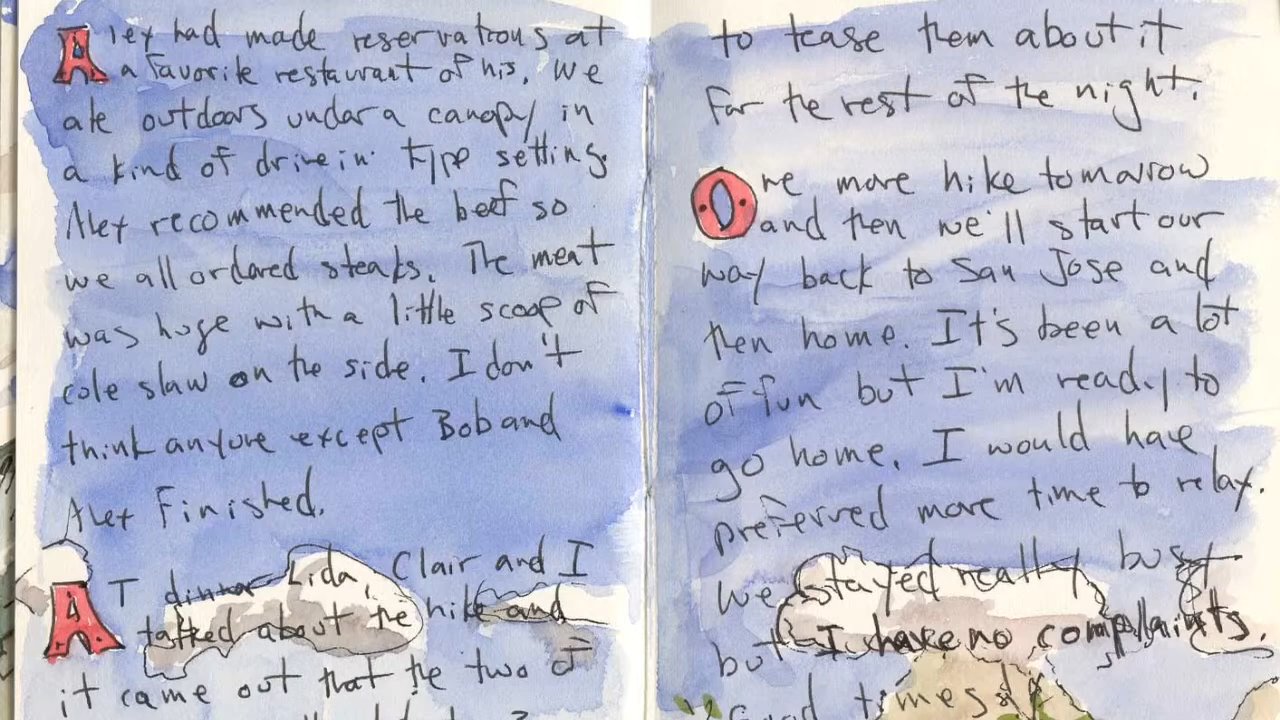 Alex had made reservations at
a favorite restaurant of his. We
ate outdoors under a canopy in
a kind of drive in type setting.
Alex recommended the beef so
we all ordered steaks. The meat
was huge with a little scoop of
cole slaw on the side. I don't
think anyone except Bob and
Alex Finished.
AT dinner Lida, Clair and I
talked about the hike and
it came out that the two of
to tease them about it
For the rest of the night.
One more hike tomorrow
and then we'll start our
way back to San Jose and
then home. It's been a lot
of fun but I'm ready to
go home. I would have
preferred more time to relax.
We stayed really busy
but I have no complaints.
Good times